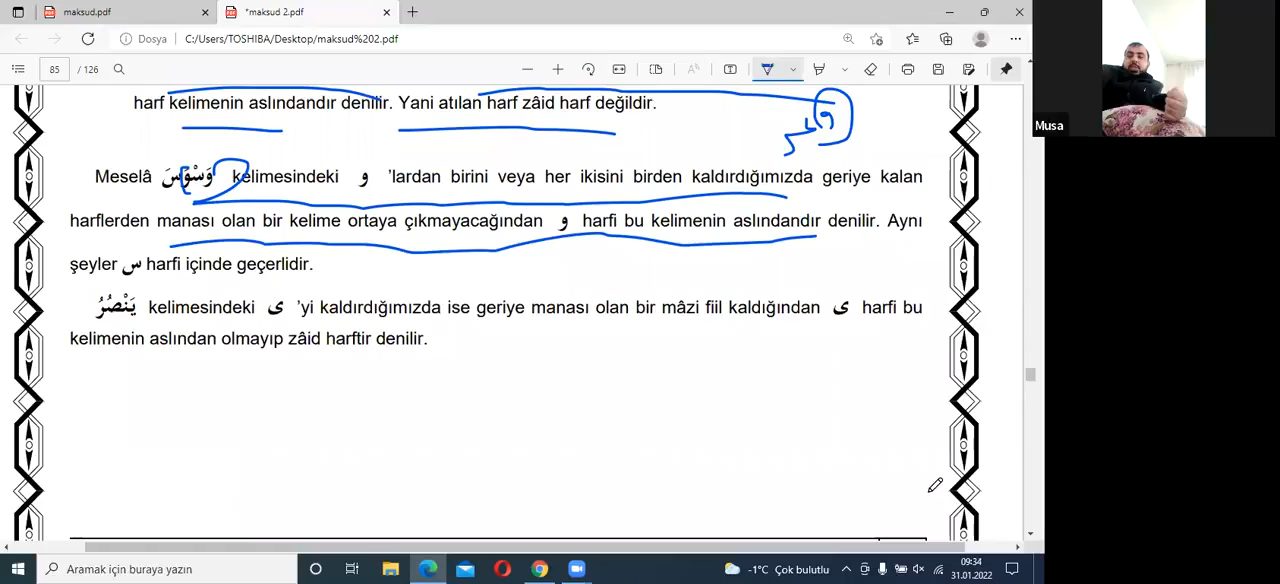 maksud.pdf
*maksud 2.pdf
Dosya
C:/Users/TOSHIBA/Desktop/maksud%202.pdf
85 / 126
Musa
harf kelimenin aslındandır denilir. Yani atılan harf zâid harf değildir.
Meselâ وَسْوَسَ kelimesindeki و ’lardan birini veya her ikisini birden kaldırdığımızda geriye kalan
harflerden manası olan bir kelime ortaya çıkmayacağından و harfi bu kelimenin aslındandır denilir. Aynı
şeyler س harfi içinde geçerlidir.
يَنْصُرُ kelimesindeki ى ’yi kaldırdığımızda ise geriye manası olan bir mâzi fiil kaldığından ى harfi bu
kelimenin aslından olmayıp zâid harftir denilir.
Aramak için buraya yazın
-1°C Çok bulutlu
09:34
31.01.2022